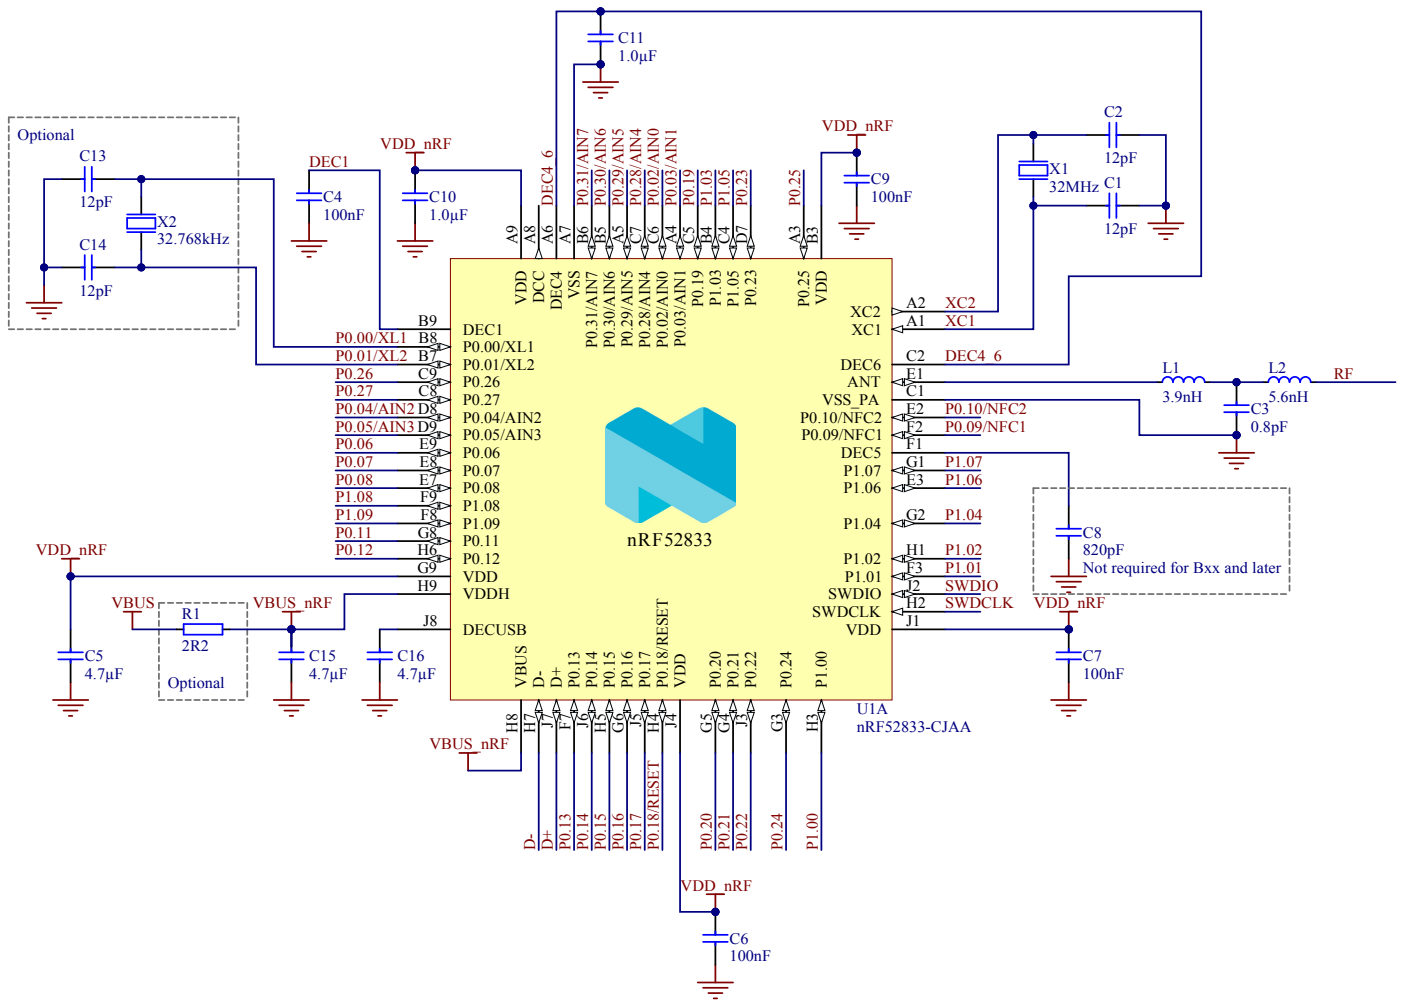 C11
1.0µF
Optional
C13
12pF
X2
32.768kHz
C14
12pF
DEC1
C4
100nF
VDD_nRF
C10
1.0µF
DEC4_6
P0.31/AIN7
P0.30/AIN6
P0.29/AIN5
P0.28/AIN4
P0.02/AIN0
P0.03/AIN1
P0.19
P1.03
P1.05
P0.23
P0.25
VDD_nRF
C9
100nF
C2
12pF
X1
32MHz
C1
12pF
A9
A8
A6
A7
B6
B5
A5
C7
C6
A4
C5
B4
C4
D7
A3
B3
VDD
DCC
DEC4
VSS
P0.31/AIN7
P0.30/AIN6
P0.29/AIN5
P0.28/AIN4
P0.02/AIN0
P0.03/AIN1
P0.19
P1.03
P1.05
P0.23
P0.25
VDD
B9 DEC1
P0.00/XL1 B8 P0.00/XL1
P0.01/XL2 B7 P0.01/XL2
P0.26 C9 P0.26
P0.27 C8 P0.27
P0.04/AIN2 D8 P0.04/AIN2
P0.05/AIN3 D9 P0.05/AIN3
P0.06 E9 P0.06
P0.07 E8 P0.07
P0.08 E7 P0.08
P1.08 F9 P1.08
P1.09 F8 P1.09
P0.11 G8 P0.11
P0.12 H6 P0.12
G9 VDD
H9 VDDH
J8 DECUSB
XC2 A2 XC2
XC1 A1 XC1
DEC6 C2 DEC4_6
ANT E1
VSS_PA C1
P0.10/NFC2 E2 P0.10/NFC2
P0.09/NFC1 F2 P0.09/NFC1
DEC5 F1
P1.07 G1 P1.07
P1.06 E3 P1.06
P1.04 G2 P1.04
P1.02 H1 P1.02
P1.01 F3 P1.01
SWDIO J2 SWDIO
SWDCLK H2 SWDCLK
VDD J1
L1
3.9nH
L2
5.6nH
RF
C3
0.8pF
C8
820pF
Not required for Bxx and later
VDD_nRF
C7
100nF
nRF52833
VDD_nRF
C5
4.7µF
VBUS
R1
2R2
Optional
VBUS_nRF
C15
4.7µF
C16
4.7µF
VBUS
D-
D+
P0.13
P0.14
P0.15
P0.16
P0.17
P0.18/RESET
VDD
P0.20
P0.21
P0.22
P0.24
P1.00
U1A
nRF52833-CJAA
H8
H7
J7
F7
J6
H5
G6
J5
H4
J4
G5
G4
J3
G3
H3
VBUS_nRF
D-
D+
P0.13
P0.14
P0.15
P0.16
P0.17
P0.18/RESET
P0.20
P0.21
P0.22
P0.24
P1.00
VDD_nRF
C6
100nF